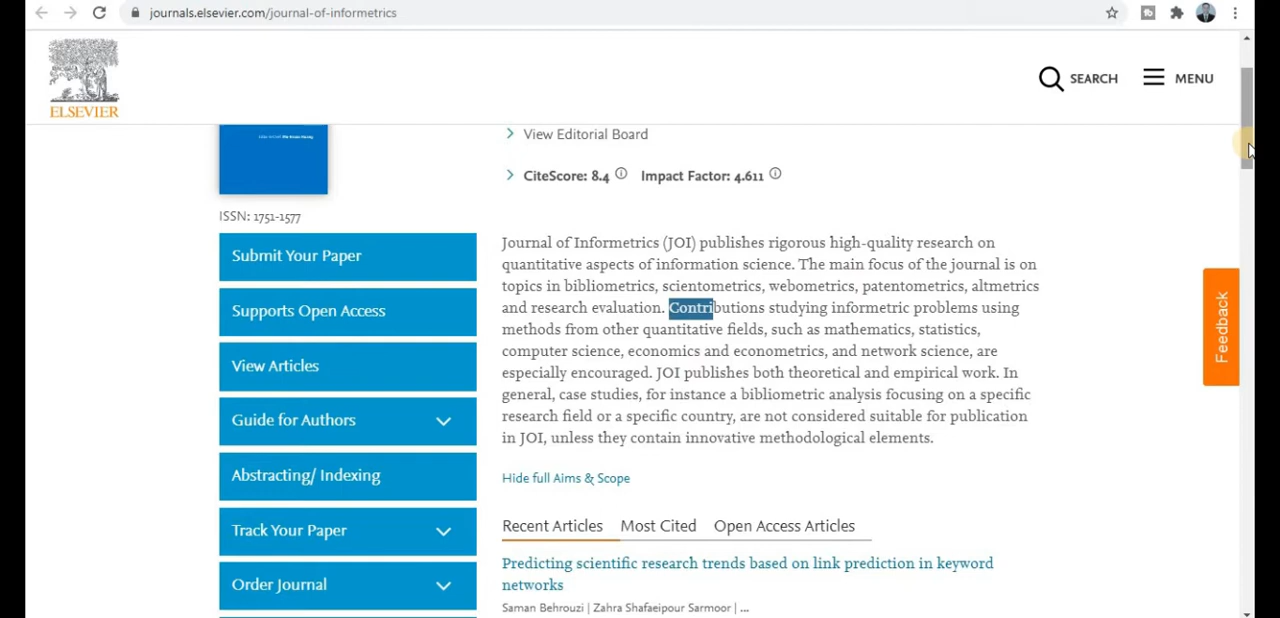 journals.elsevier.com/journal-of-informetrics
ELSEVIER
SEARCH
MENU
View Editorial Board
CiteScore: 8.4 Impact Factor: 4.611
ISSN: 1751-1577
Submit Your Paper
Supports Open Access
View Articles
Guide for Authors
Abstracting/ Indexing
Track Your Paper
Order Journal
Journal of Informetrics (JOI) publishes rigorous high-quality research on
quantitative aspects of information science. The main focus of the journal is on
topics in bibliometrics, scientometrics, webometrics, patentometrics, altmetrics
and research evaluation. Contributions studying informetric problems using
methods from other quantitative fields, such as mathematics, statistics,
computer science, economics and econometrics, and network science, are
especially encouraged. JOI publishes both theoretical and empirical work. In
general, case studies, for instance a bibliometric analysis focusing on a specific
research field or a specific country, are not considered suitable for publication
in JOI, unless they contain innovative methodological elements.
Hide full Aims & Scope
Recent Articles Most Cited Open Access Articles
Predicting scientific research trends based on link prediction in keyword
networks
Saman Behrouzi | Zahra Shafaeipour Sarmoor | ...
Feedback